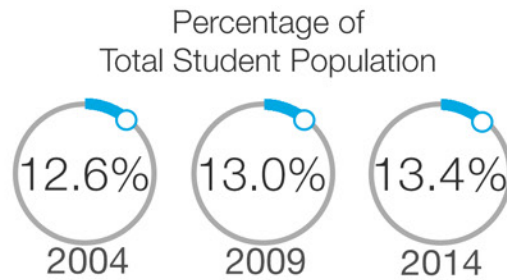 Percentage of
Total Student Population
12.6% 13.0% 13.4%
2004 2009 2014